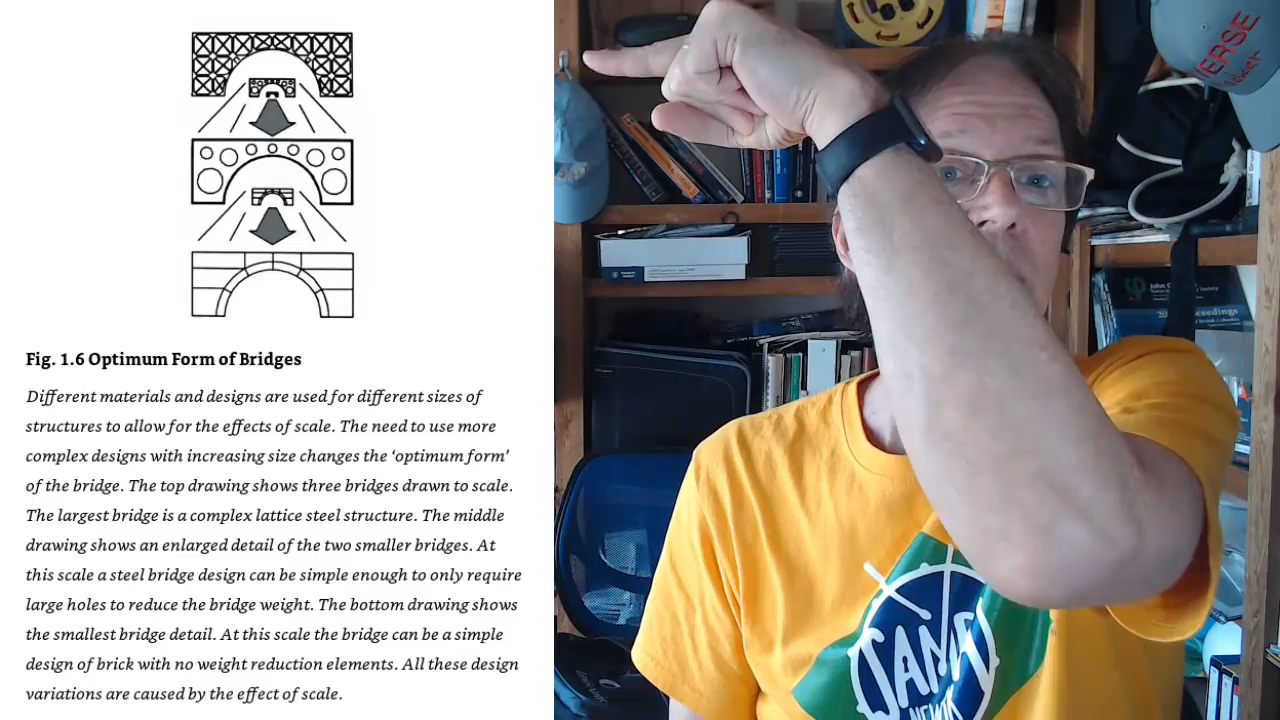 Fig. 1.6 Optimum Form of Bridges
Different materials and designs are used for different sizes of
structures to allow for the effects of scale. The need to use more
complex designs with increasing size changes the ‘optimum form’
of the bridge. The top drawing shows three bridges drawn to scale.
The largest bridge is a complex lattice steel structure. The middle
drawing shows an enlarged detail of the two smaller bridges. At
this scale a steel bridge design can be simple enough to only require
large holes to reduce the bridge weight. The bottom drawing shows
the smallest bridge detail. At this scale the bridge can be a simple
design of brick with no weight reduction elements. All these design
variations are caused by the effect of scale.
VERSE
John
Proceedings
JAMA